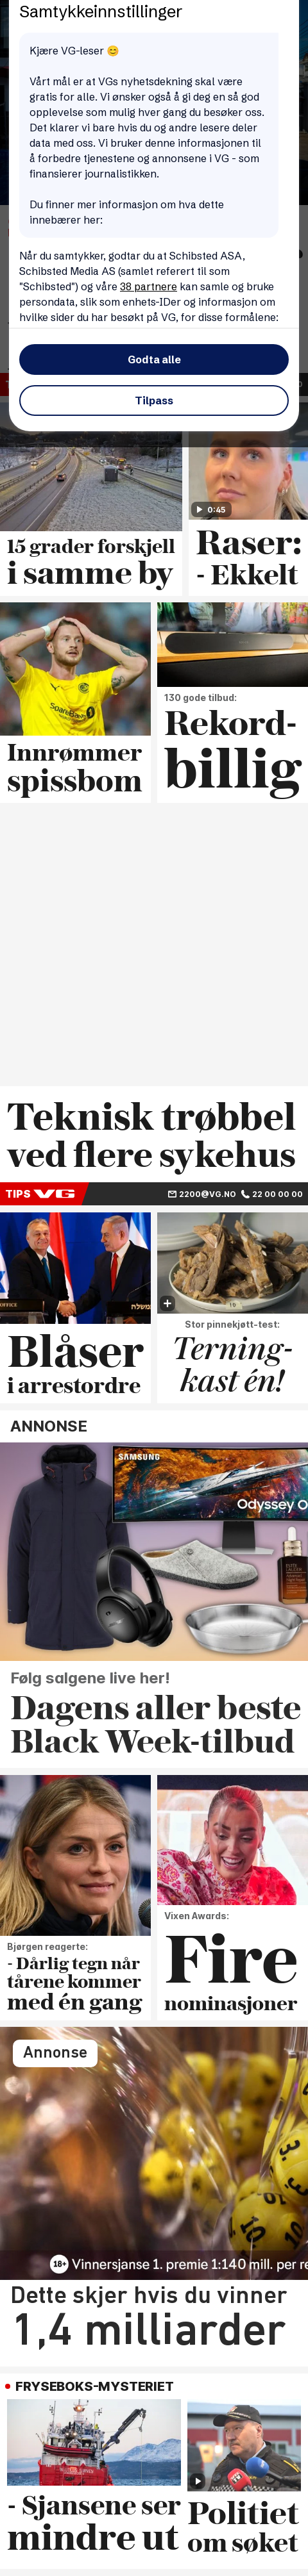 Samtykkeinnstillinger
Kjære VG-leser 😊
Vårt mål er at VGs nyhetsdekning skal være
gratis for alle. Vi ønsker også å gi deg en så god
opplevelse som mulig hver gang du besøker oss.
Det klarer vi bare hvis du og andre lesere deler
data med oss. Vi bruker denne informasjonen til
å forbedre tjenestene og annonsene i VG - som
finansierer journalistikken.
Du finner mer informasjon om hva dette
innebærer her:
Når du samtykker, godtar du at Schibsted ASA,
Schibsted Media AS (samlet referert til som
"Schibsted") og våre 38 partnere kan samle og bruke
persondata, slik som enhets-IDer og informasjon om
hvilke sider du har besøkt på VG, for disse formålene:
Godta alle
Tilpass
0:45
15 grader forskjell
i samme by
Raser:
- Ekkelt
SpareBank
Innrømmer
spissbom
130 gode tilbud:
Rekord-
billig
Teknisk trøbbel
ved flere sykehus
TIPS VG
2200@VG.NO 22 00 00 00
OFFICE
ממשלת
Blåser
i arrestordre
Stor pinnekjøtt-test:
Terning-
kast én!
ANNONSE
SAMSUNG
Odyssey O
Følg salgene live her!
Dagens aller beste
Black Week-tilbud
Bjørgen reagerte:
- Dårlig tegn når
tårene kommer
med én gang
Vixen Awards:
Fire
nominasjoner
Annonse
10
18+ Vinnersjanse 1. premie 1:140 mill. per re
Dette skjer hvis du vinner
1,4 milliarder
FRYSEBOKS-MYSTERIET
- Sjansene ser
mindre ut
Politiet
om søket